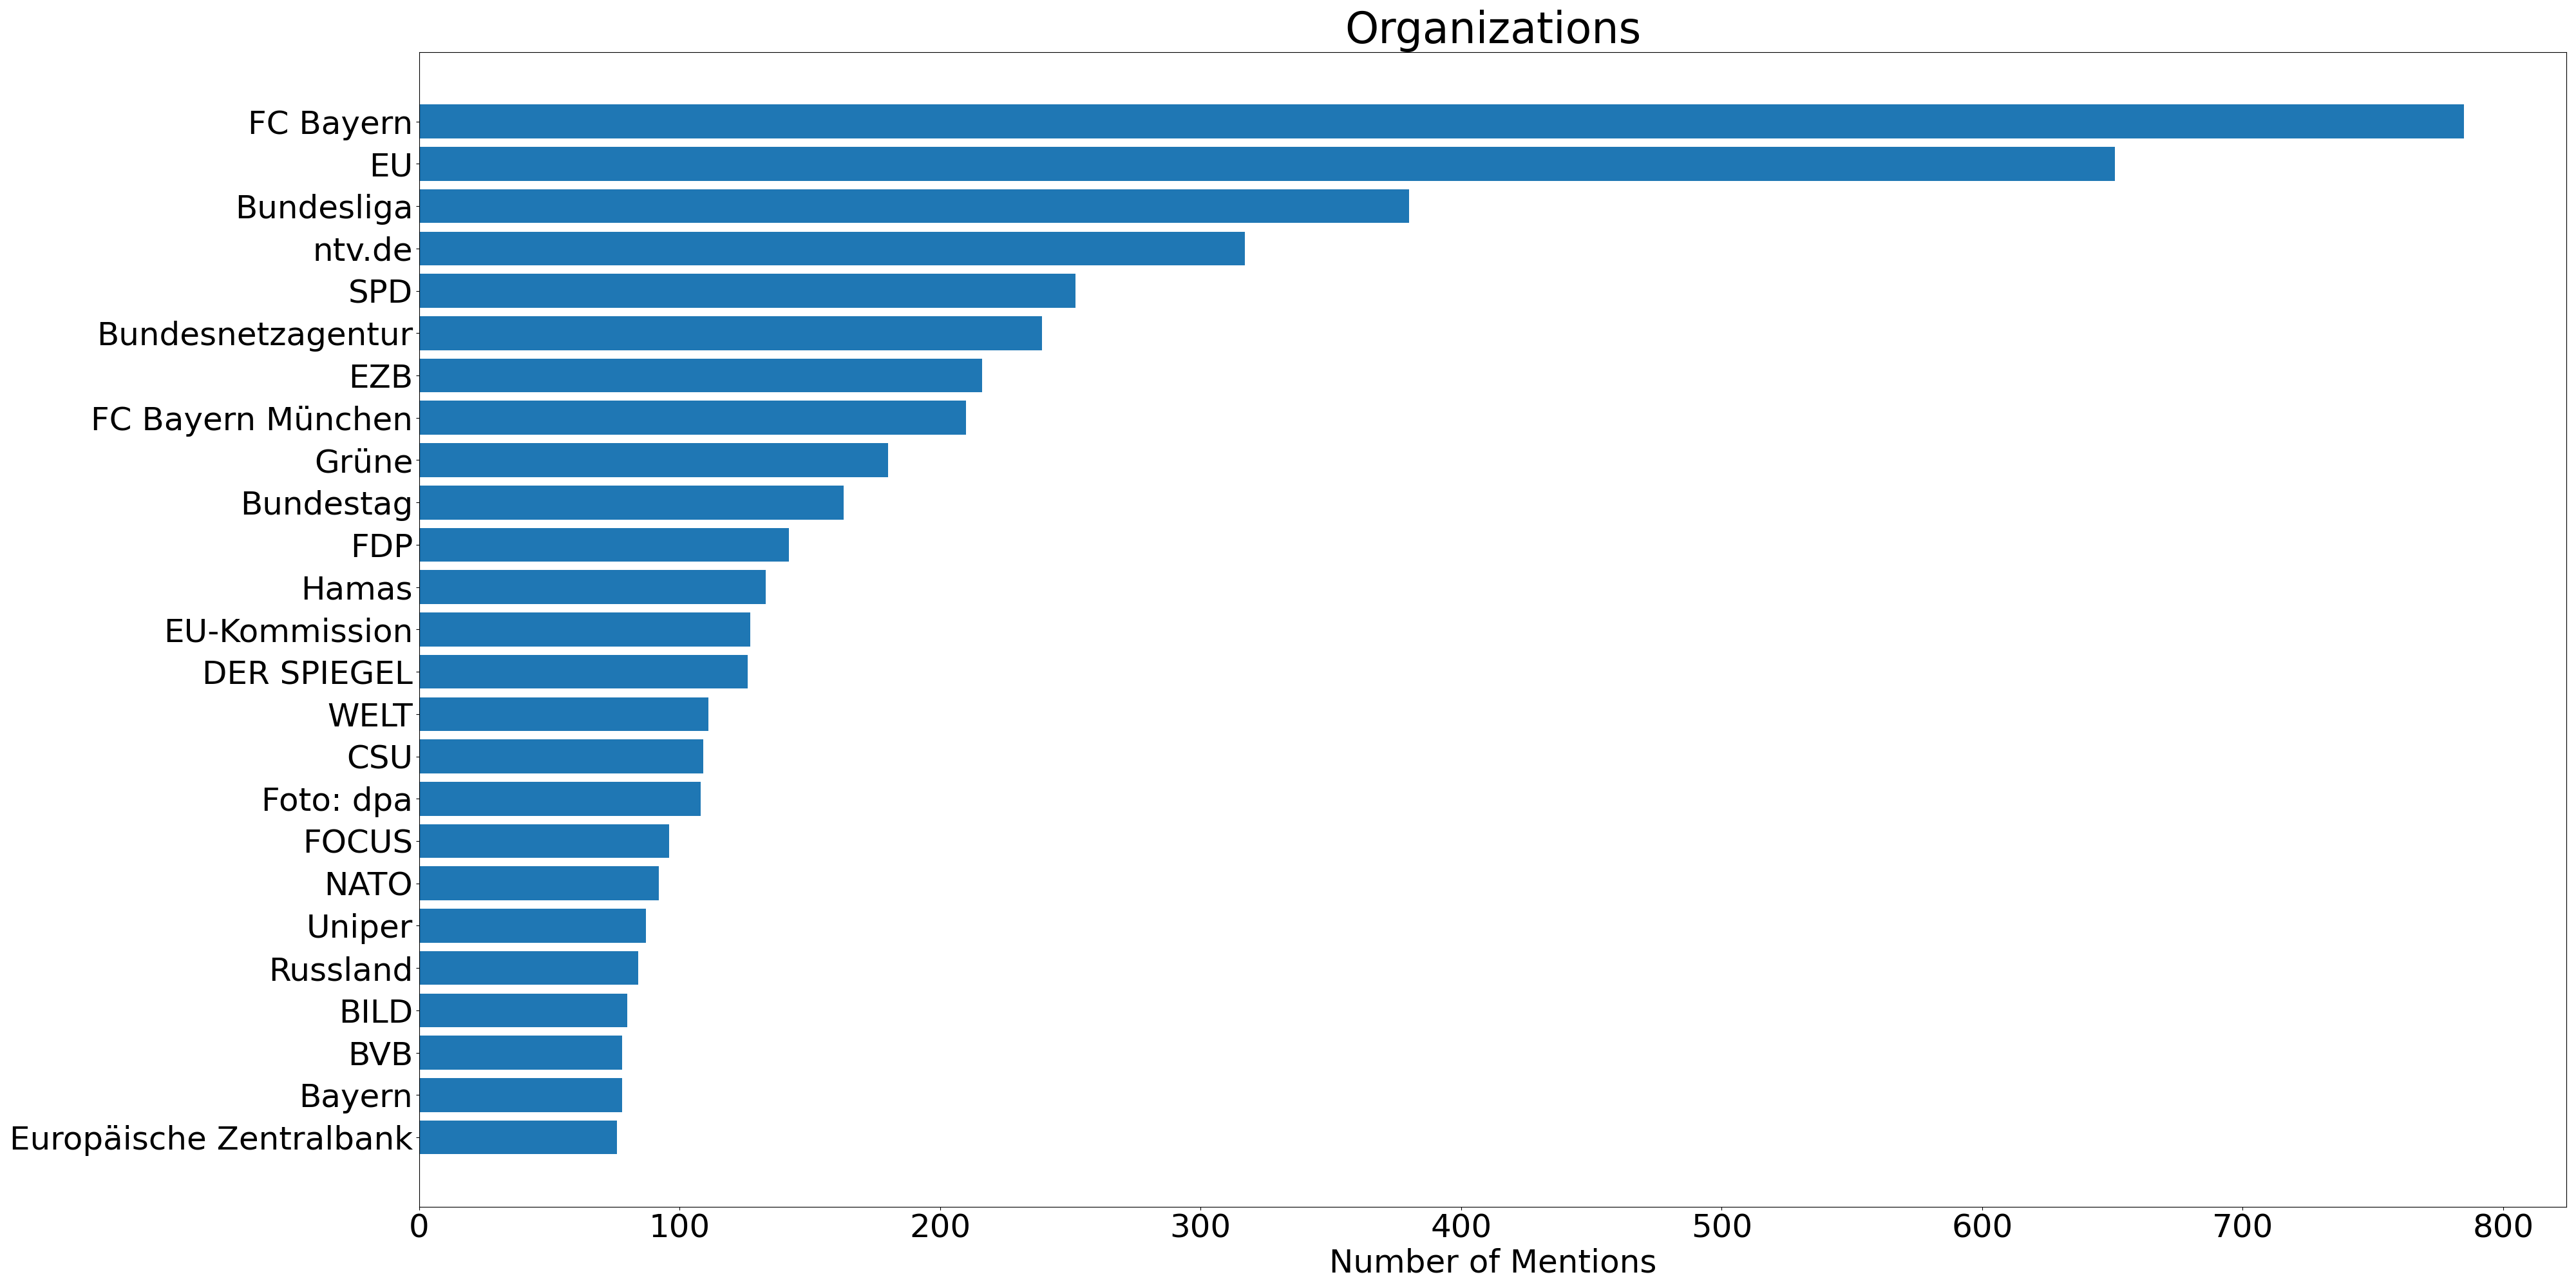 Organizations
FC Bayern
EU
Bundesliga
ntv.de
SPD
Bundesnetzagentur
EZB
FC Bayern München
Grüne
Bundestag
FDP
Hamas
EU-Kommission
DER SPIEGEL
WELT
CSU
Foto: dpa
FOCUS
NATO
Uniper
Russland
BILD
BVB
Bayern
Europäische Zentralbank
0 100 200 300 400 500 600 700 800
Number of Mentions